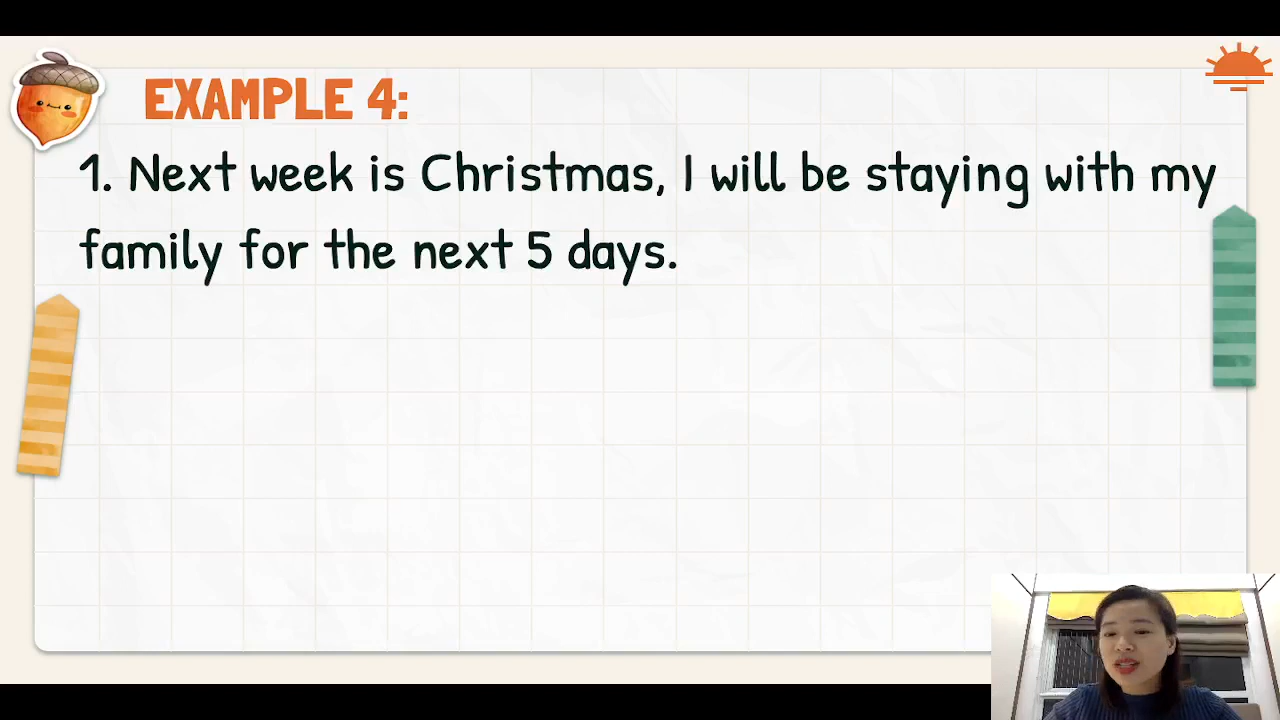 EXAMPLE 4:
1. Next week is Christmas, I will be staying with my
family for the next 5 days.